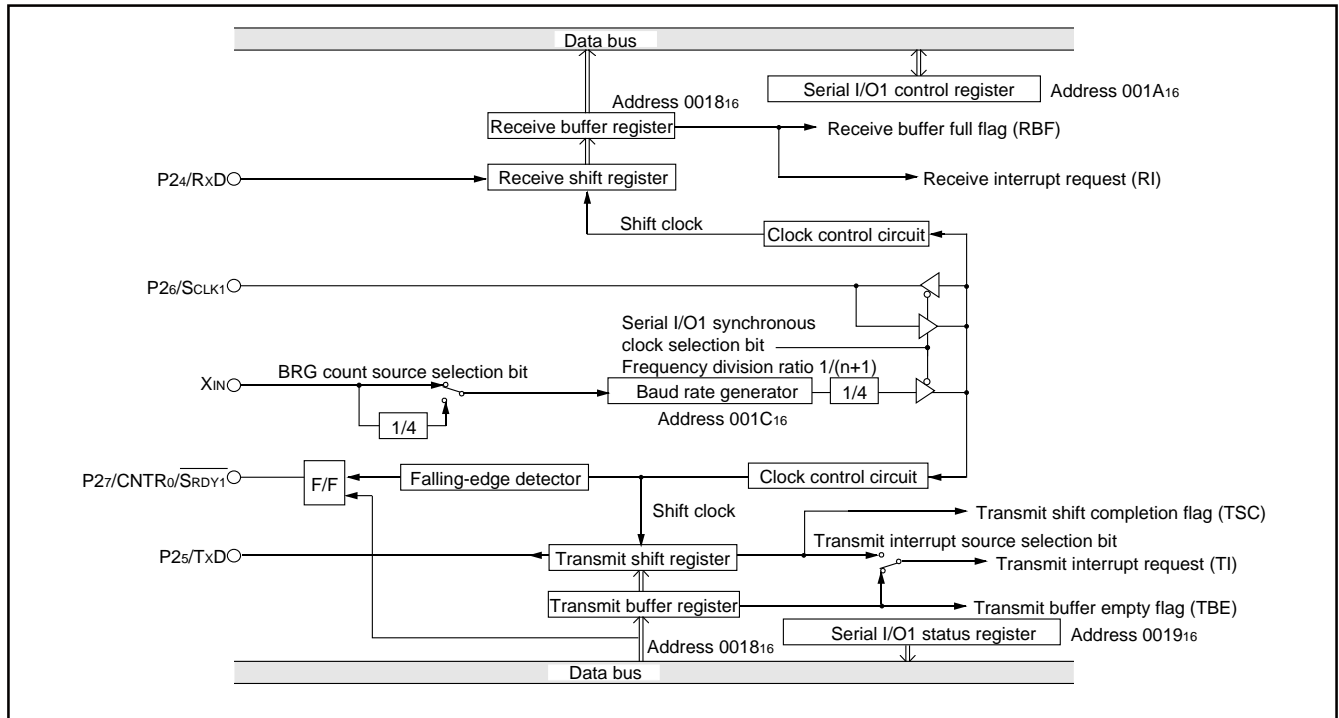 Data bus
Serial I/O1 control register
Address 001A16
Address 001816
Receive buffer register
Receive buffer full flag (RBF)
P24/RXD
Receive shift register
Receive interrupt request (RI)
Shift clock
Clock control circuit
P26/SCLK1
Serial I/O1 synchronous
clock selection bit
BRG count source selection bit
Frequency division ratio 1/(n+1)
XIN
Baud rate generator
1/4
1/4
Address 001C16
P27/CNTR0/SRDY1
F/F
Falling-edge detector
Clock control circuit
Shift clock
Transmit shift completion flag (TSC)
Transmit interrupt source selection bit
P25/TXD
Transmit shift register
Transmit interrupt request (TI)
Transmit buffer register
Transmit buffer empty flag (TBE)
Address 001816
Serial I/O1 status register
Address 001916
Data bus